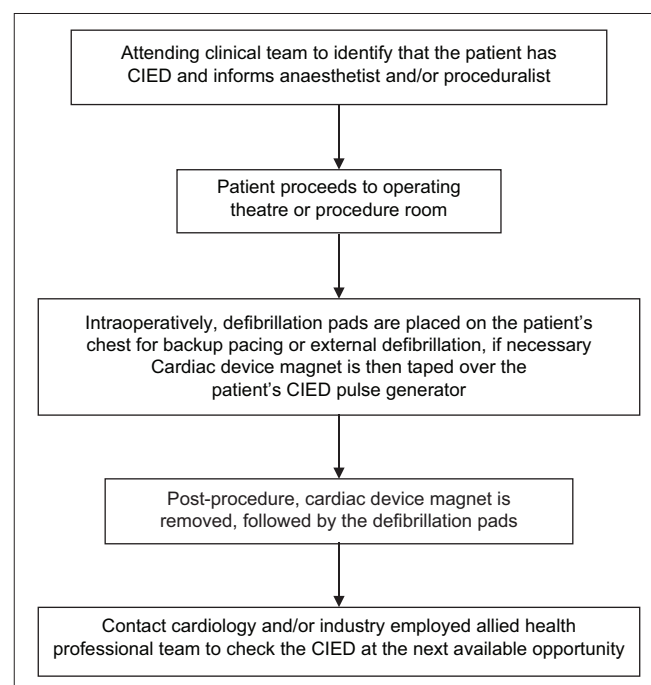 Attending clinical team to identify that the patient has
CIED and informs anaesthetist and/or proceduralist
Patient proceeds to operating
theatre or procedure room
Intraoperatively, defibrillation pads are placed on the patient's
chest for backup pacing or external defibrillation, if necessary
Cardiac device magnet is then taped over the
patient's CIED pulse generator
Post-procedure, cardiac device magnet is
removed, followed by the defibrillation pads
Contact cardiology and/or industry employed allied health
professional team to check the CIED at the next available opportunity